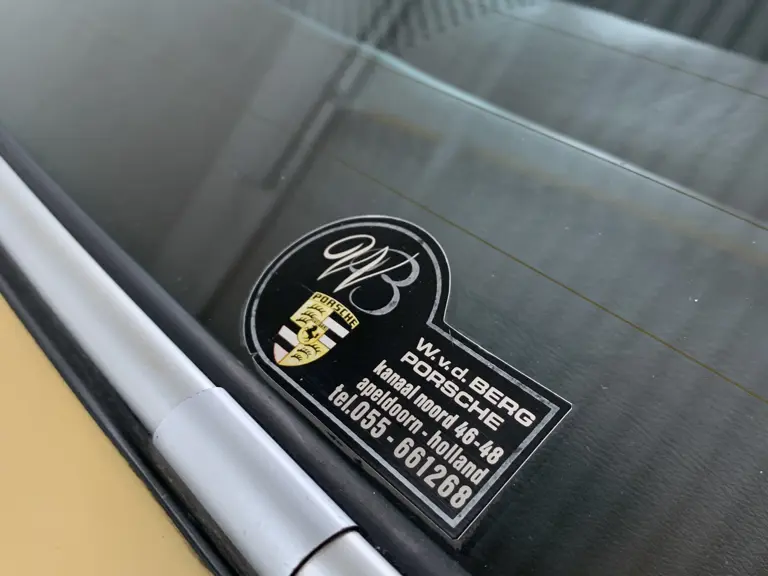 WB
PORSCHE
W.v.d. BERG
PORSCHE
kanaal noord 46-48
apeldoorn - holland
tel. 055 - 661268